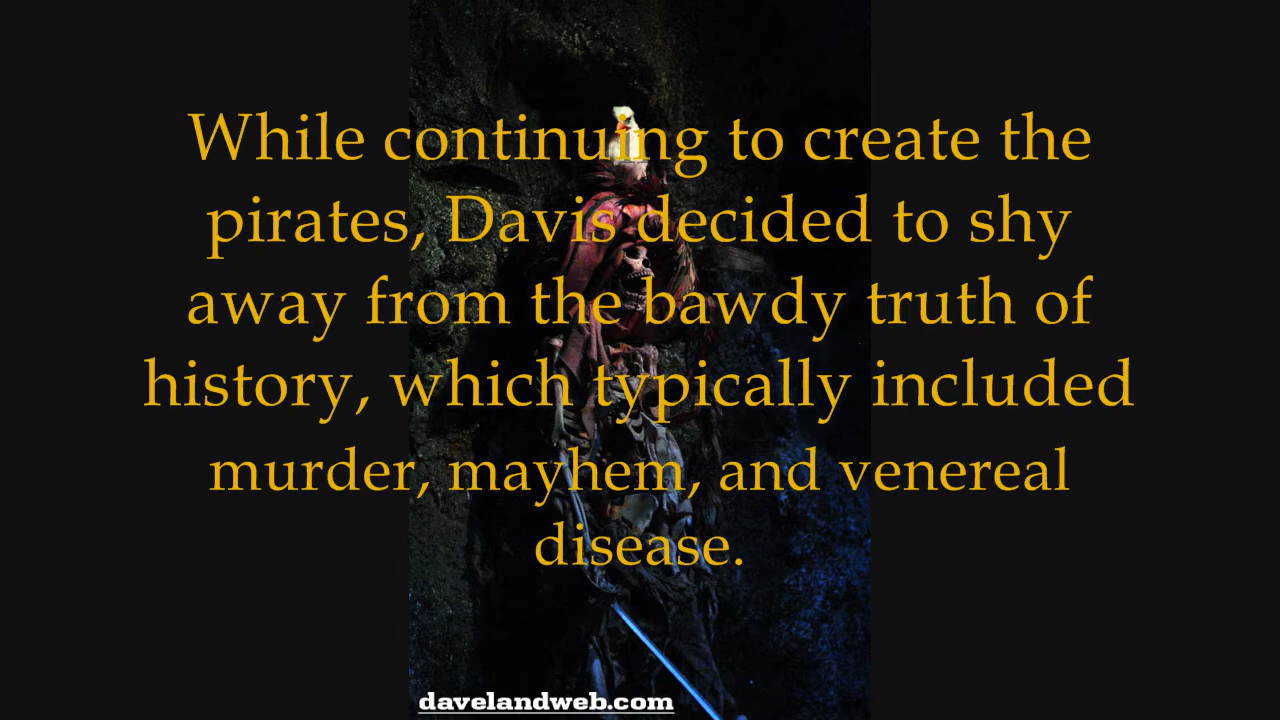 While continuing to create the
pirates, Davis decided to shy
away from the bawdy truth of
history, which typically included
murder, mayhem, and venereal
disease.
davelandweb.com